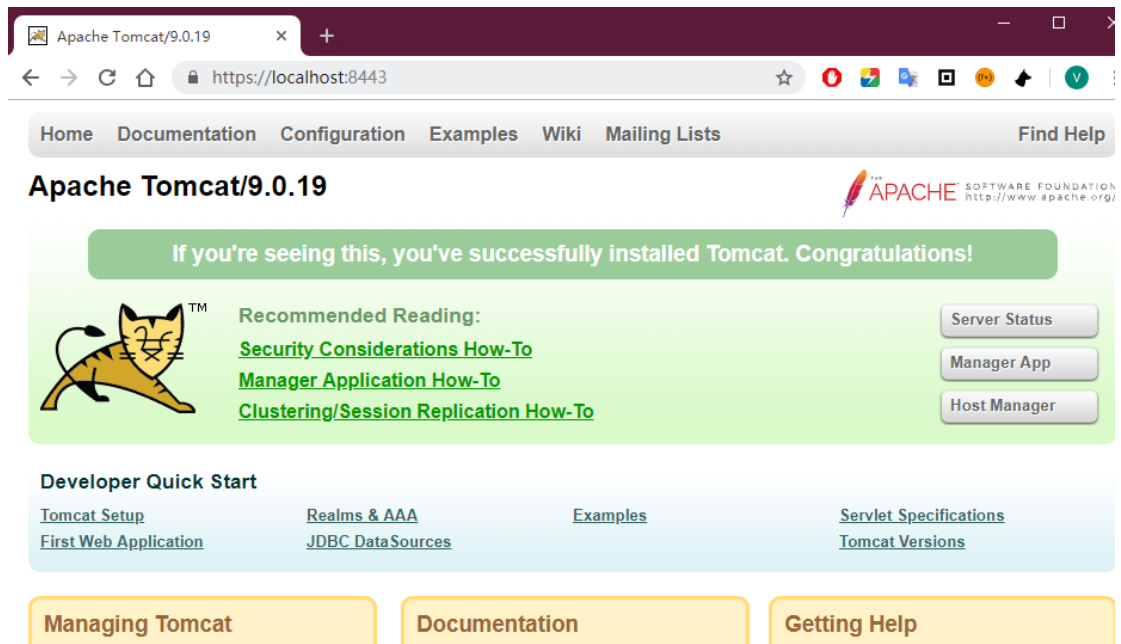 Apache Tomcat/9.0.19
https://localhost:8443
V
Home Documentation Configuration Examples Wiki Mailing Lists Find Help
Apache Tomcat/9.0.19
THE
APACHE SOFTWARE FOUNDATION
http://www.apache.org/
If you're seeing this, you've successfully installed Tomcat. Congratulations!
TM
Recommended Reading:
Security Considerations How-To
Manager Application How-To
Clustering/Session Replication How-To
Server Status
Manager App
Host Manager
Developer Quick Start
Tomcat Setup Realms & AAA Examples Servlet Specifications
First Web Application JDBC DataSources Tomcat Versions
Managing Tomcat Documentation Getting Help